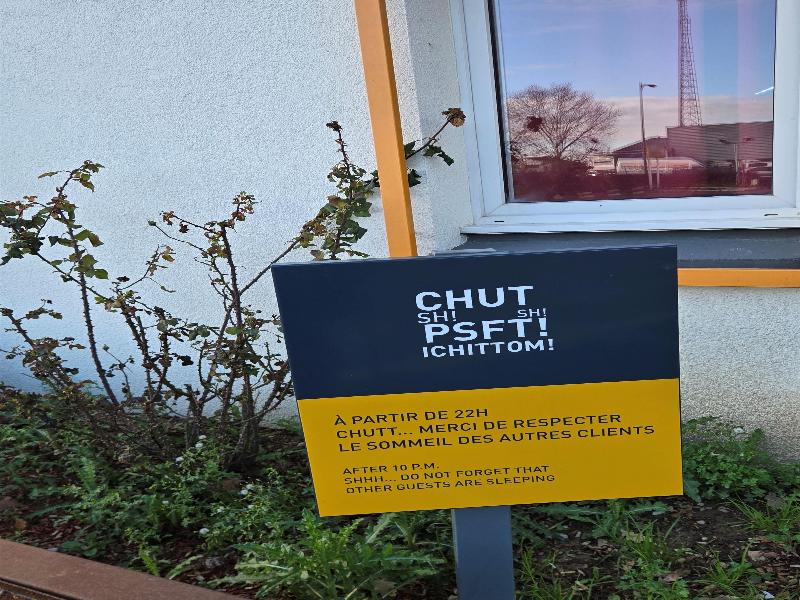 CHUT
SH! SH!
PSFT!
ICHITTOM!
À PARTIR DE 22H
CHUTT... MERCI DE RESPECTER
LE SOMMEIL DES AUTRES CLIENTS
AFTER 10 P.M.
SHHH... DO NOT FORGET THAT
OTHER GUESTS ARE SLEEPING